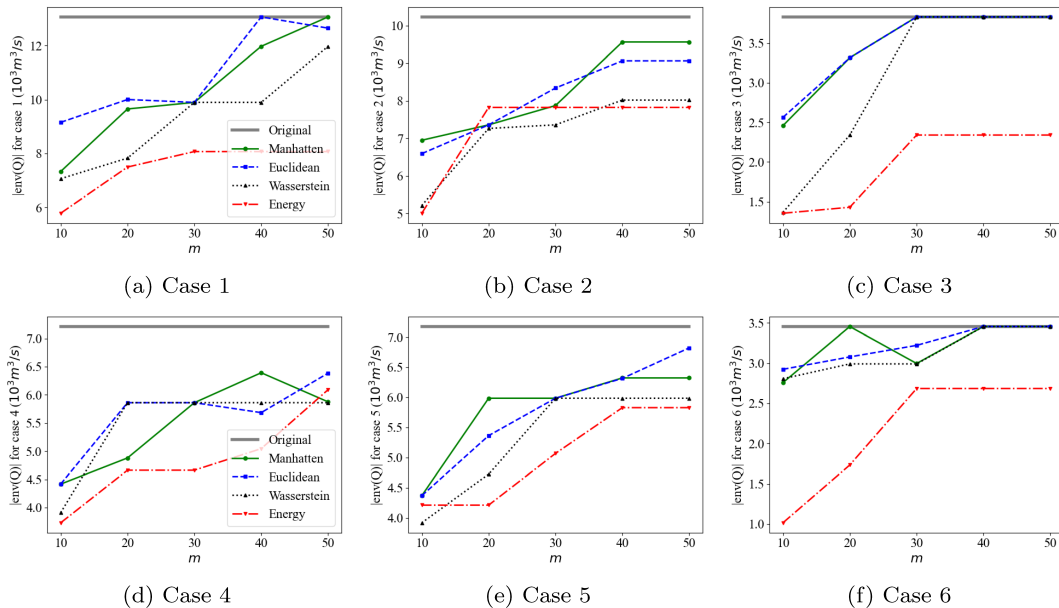 |env(Q)| for case 1 (10³m³/s)
12
10
8
6
Original
Manhatten
Euclidean
Wasserstein
Energy
10 20 30 40 50
m
(a) Case 1
|env(Q)| for case 2 (10³m³/s)
10
9
8
7
6
5
10 20 30 40 50
m
(b) Case 2
|env(Q)| for case 3 (10³m³/s)
3.5
3.0
2.5
2.0
1.5
10 20 30 40 50
m
(c) Case 3
|env(Q)| for case 4 (10³m³/s)
7.0
6.5
6.0
5.5
5.0
4.5
4.0
Original
Manhatten
Euclidean
Wasserstein
Energy
10 20 30 40 50
m
(d) Case 4
|env(Q)| for case 5 (10³m³/s)
7.0
6.5
6.0
5.5
5.0
4.5
4.0
10 20 30 40 50
m
(e) Case 5
|env(Q)| for case 6 (10³m³/s)
3.5
3.0
2.5
2.0
1.5
1.0
10 20 30 40 50
m
(f) Case 6